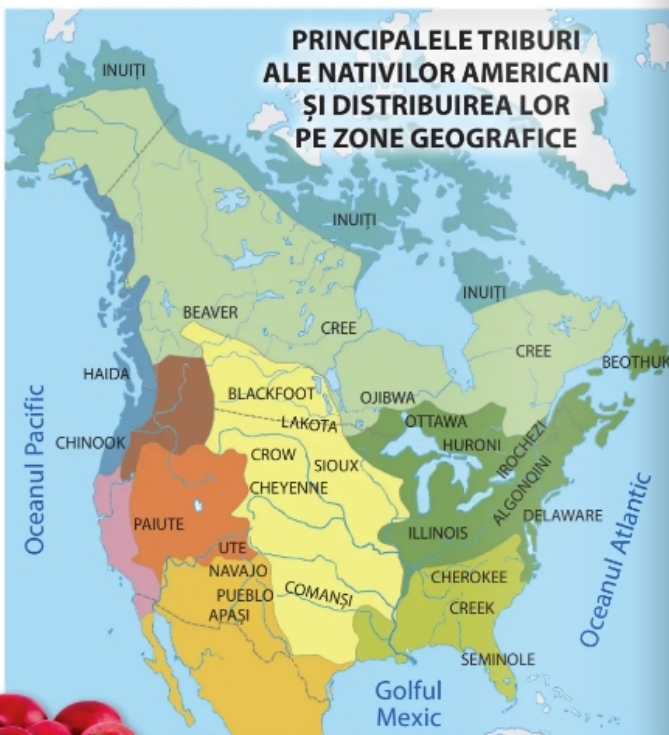 PRINCIPALELE TRIBURI
ALE NATIVILOR AMERICANI
ȘI DISTRIBUIREA LOR
PE ZONE GEOGRAFICE
INUIȚI
INUIȚI
INUIȚI
BEAVER
CREE
CREE
BEOTHUK
HAIDA
BLACKFOOT
OJIBWA
LAKOTA
OTTAWA
HURONI
IROCHEZI
ALGONQINI
CHINOOK
CROW
SIOUX
CHEYENNE
DELAWARE
PAIUTE
ILLINOIS
UTE
NAVAJO
PUEBLO
APAȘI
COMANȘI
CHEROKEE
CREEK
SEMINOLE
Oceanul Pacific
Oceanul Atlantic
Golful
Mexic